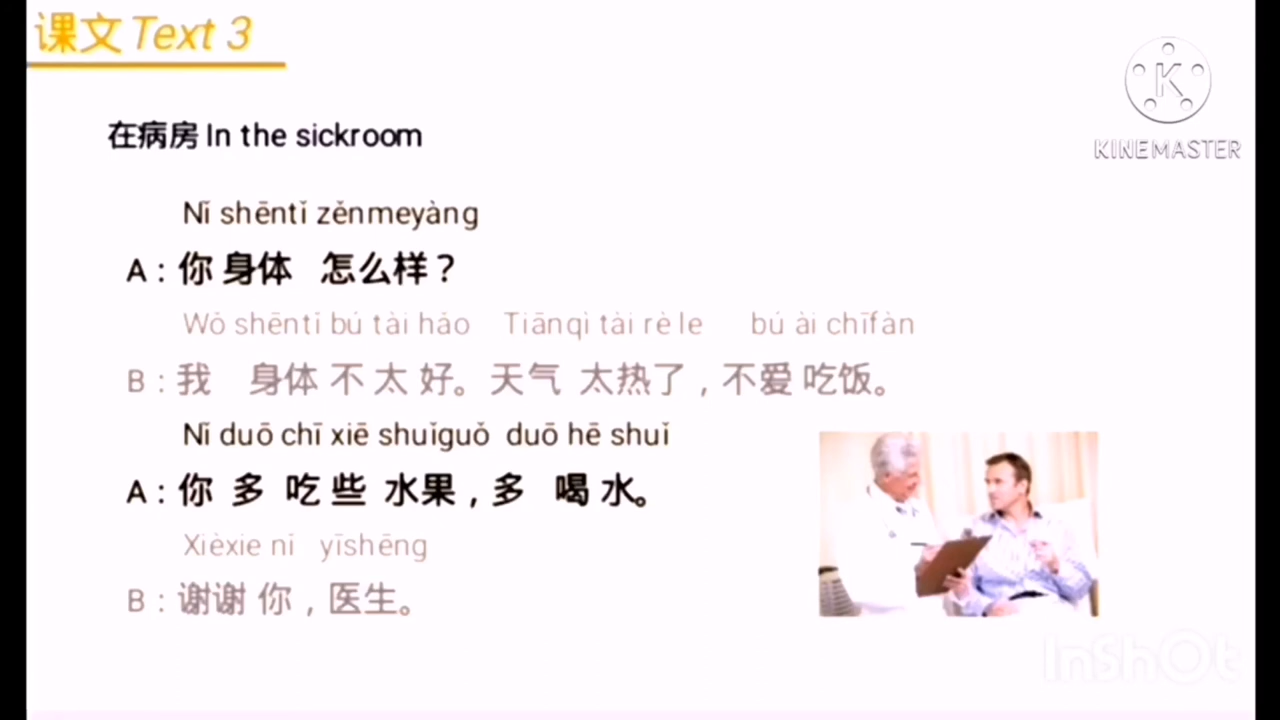 课文 Text 3
KINEMASTER
在病房 In the sickroom
Nǐ shēntǐ zěnmeyàng
A：你 身体 怎么样？
Wǒ shēntǐ bú tài hǎo Tiānqì tài rè le bú ài chīfàn
B：我 身体 不 太 好。天气 太热了，不爱 吃饭。
Nǐ duō chī xiē shuǐguǒ duō hē shuǐ
A：你 多 吃 些 水果，多 喝 水。
Xièxie nǐ yīshēng
B：谢谢 你，医生。
InShOt